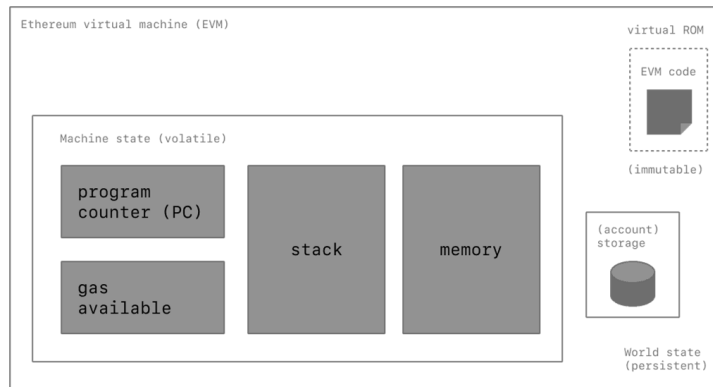 Ethereum virtual machine (EVM)
virtual ROM
EVM code
(immutable)
Machine state (volatile)
program
counter (PC)
gas
available
stack
memory
(account)
storage
World state
(persistent)